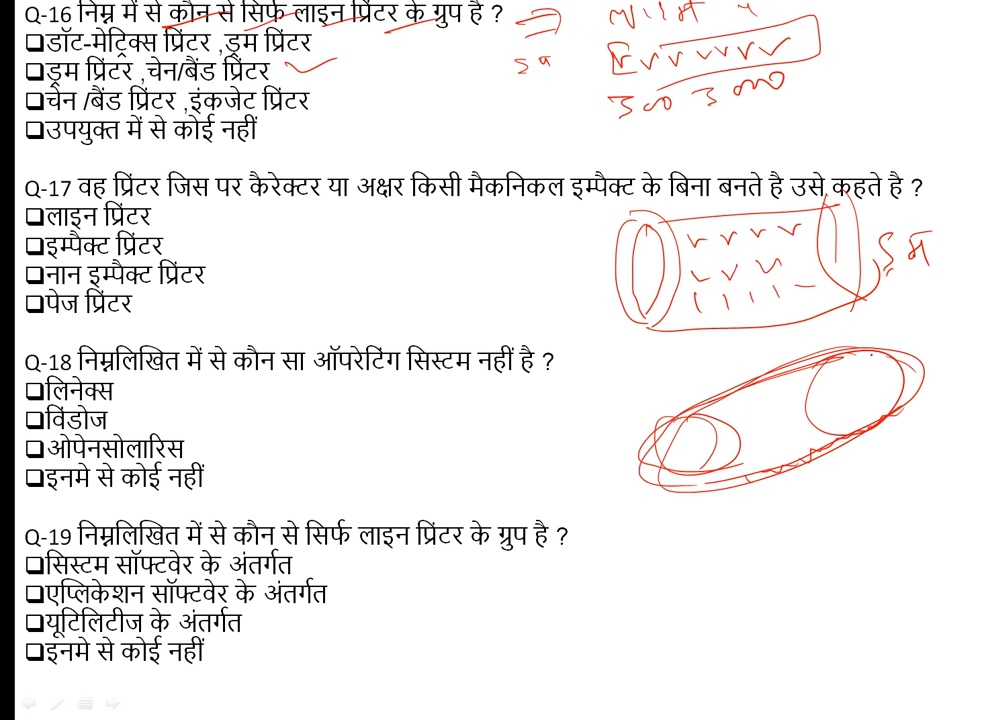 Q-16 निम्न में से कौन से सिर्फ लाइन प्रिंटर के ग्रुप है ?
❑डॉट-मेट्रिक्स प्रिंटर ,ड्रम प्रिंटर
❑ड्रम प्रिंटर ,चेन/बैंड प्रिंटर
❑चेन /बैंड प्रिंटर ,इंकजेट प्रिंटर
❑उपयुक्त में से कोई नहीं
300 3000
Q-17 वह प्रिंटर जिस पर कैरेक्टर या अक्षर किसी मैकनिकल इम्पैक्ट के बिना बनते है उसे कहते है ?
❑लाइन प्रिंटर
❑इम्पैक्ट प्रिंटर
❑नान इम्पैक्ट प्रिंटर
❑पेज प्रिंटर
ड्रम
Q-18 निम्नलिखित में से कौन सा ऑपरेटिंग सिस्टम नहीं है ?
❑लिनेक्स
❑विंडोज
❑ओपेनसोलारिस
❑इनमे से कोई नहीं
Q-19 निम्नलिखित में से कौन से सिर्फ लाइन प्रिंटर के ग्रुप है ?
❑सिस्टम सॉफ्टवेर के अंतर्गत
❑एप्लिकेशन सॉफ्टवेर के अंतर्गत
❑यूटिलिटीज के अंतर्गत
❑इनमे से कोई नहीं